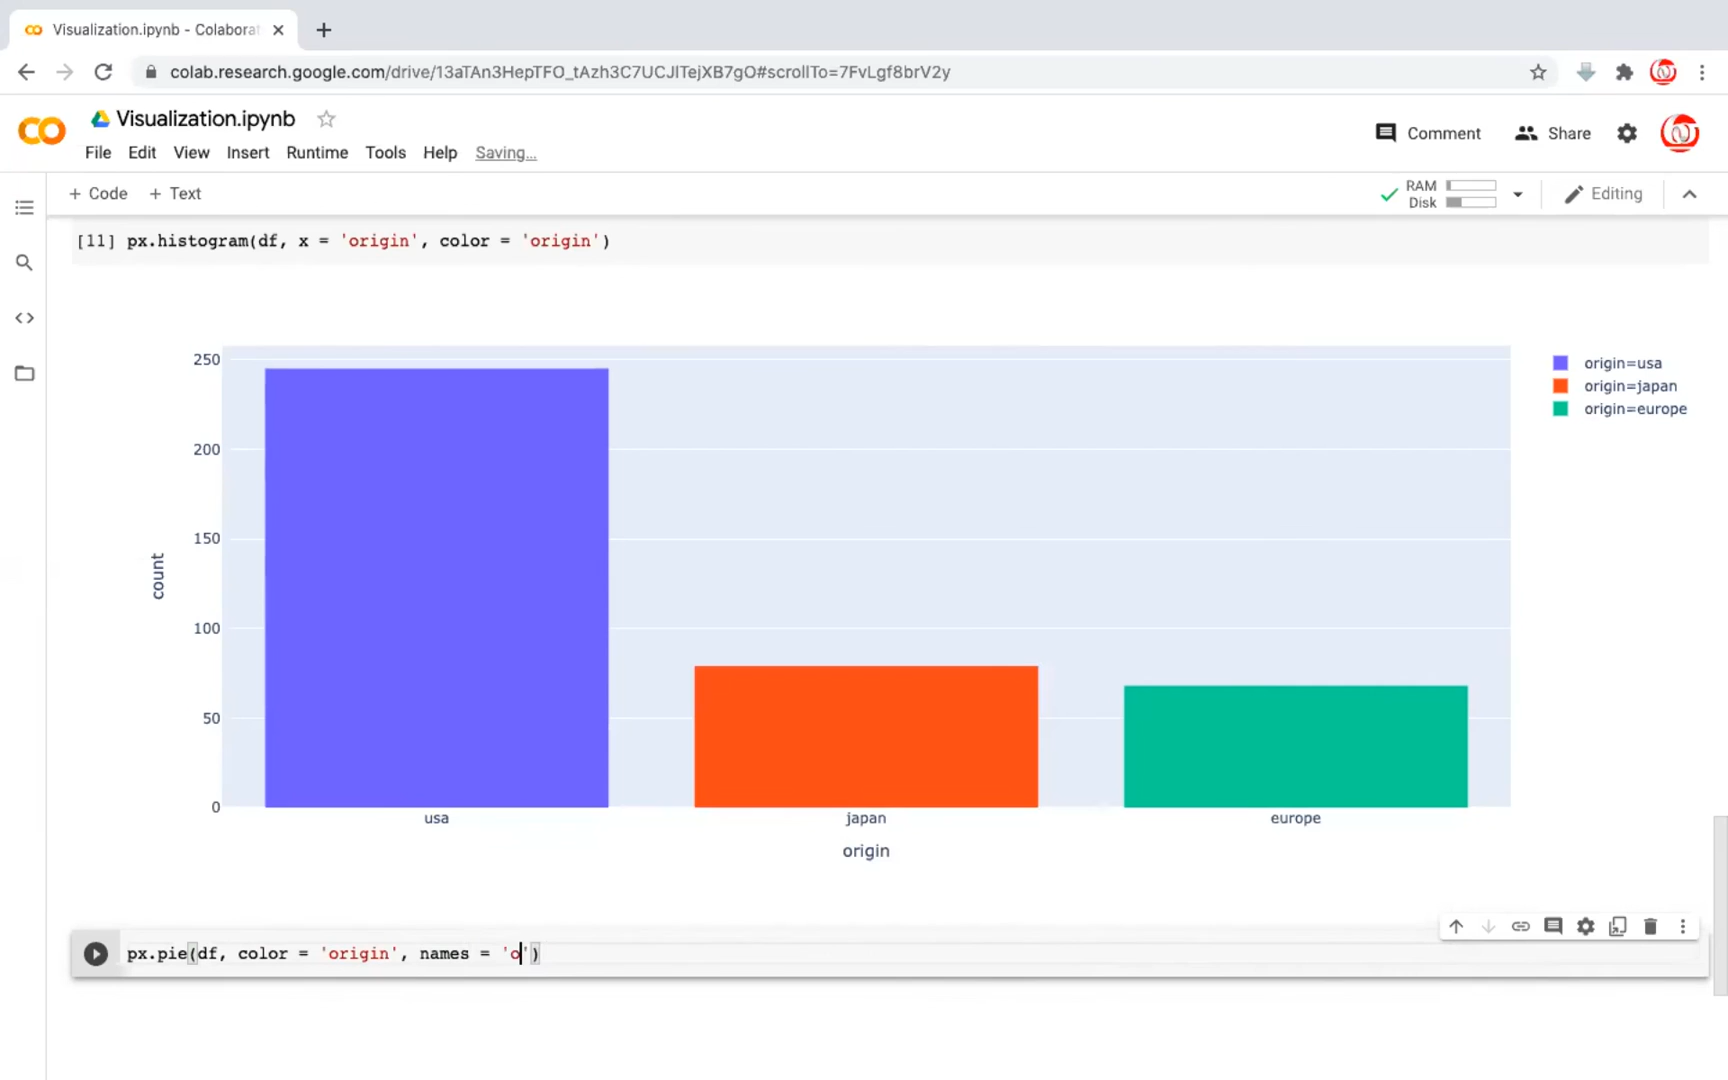 Visualization.ipynb - Colaborat
colab.research.google.com/drive/13aTAn3HepTFO_tAzh3C7UCJITejXB7gO#scrollTo=7FvLgf8brV2y
Visualization.ipynb
Comment
Share
File Edit View Insert Runtime Tools Help Saving...
+ Code + Text
RAM
Disk
Editing
[11] px.histogram(df, x = 'origin', color = 'origin')
250
200
150
100
50
0
count
usa
japan
europe
origin
origin=usa
origin=japan
origin=europe
px.pie(df, color = 'origin', names = 'o')